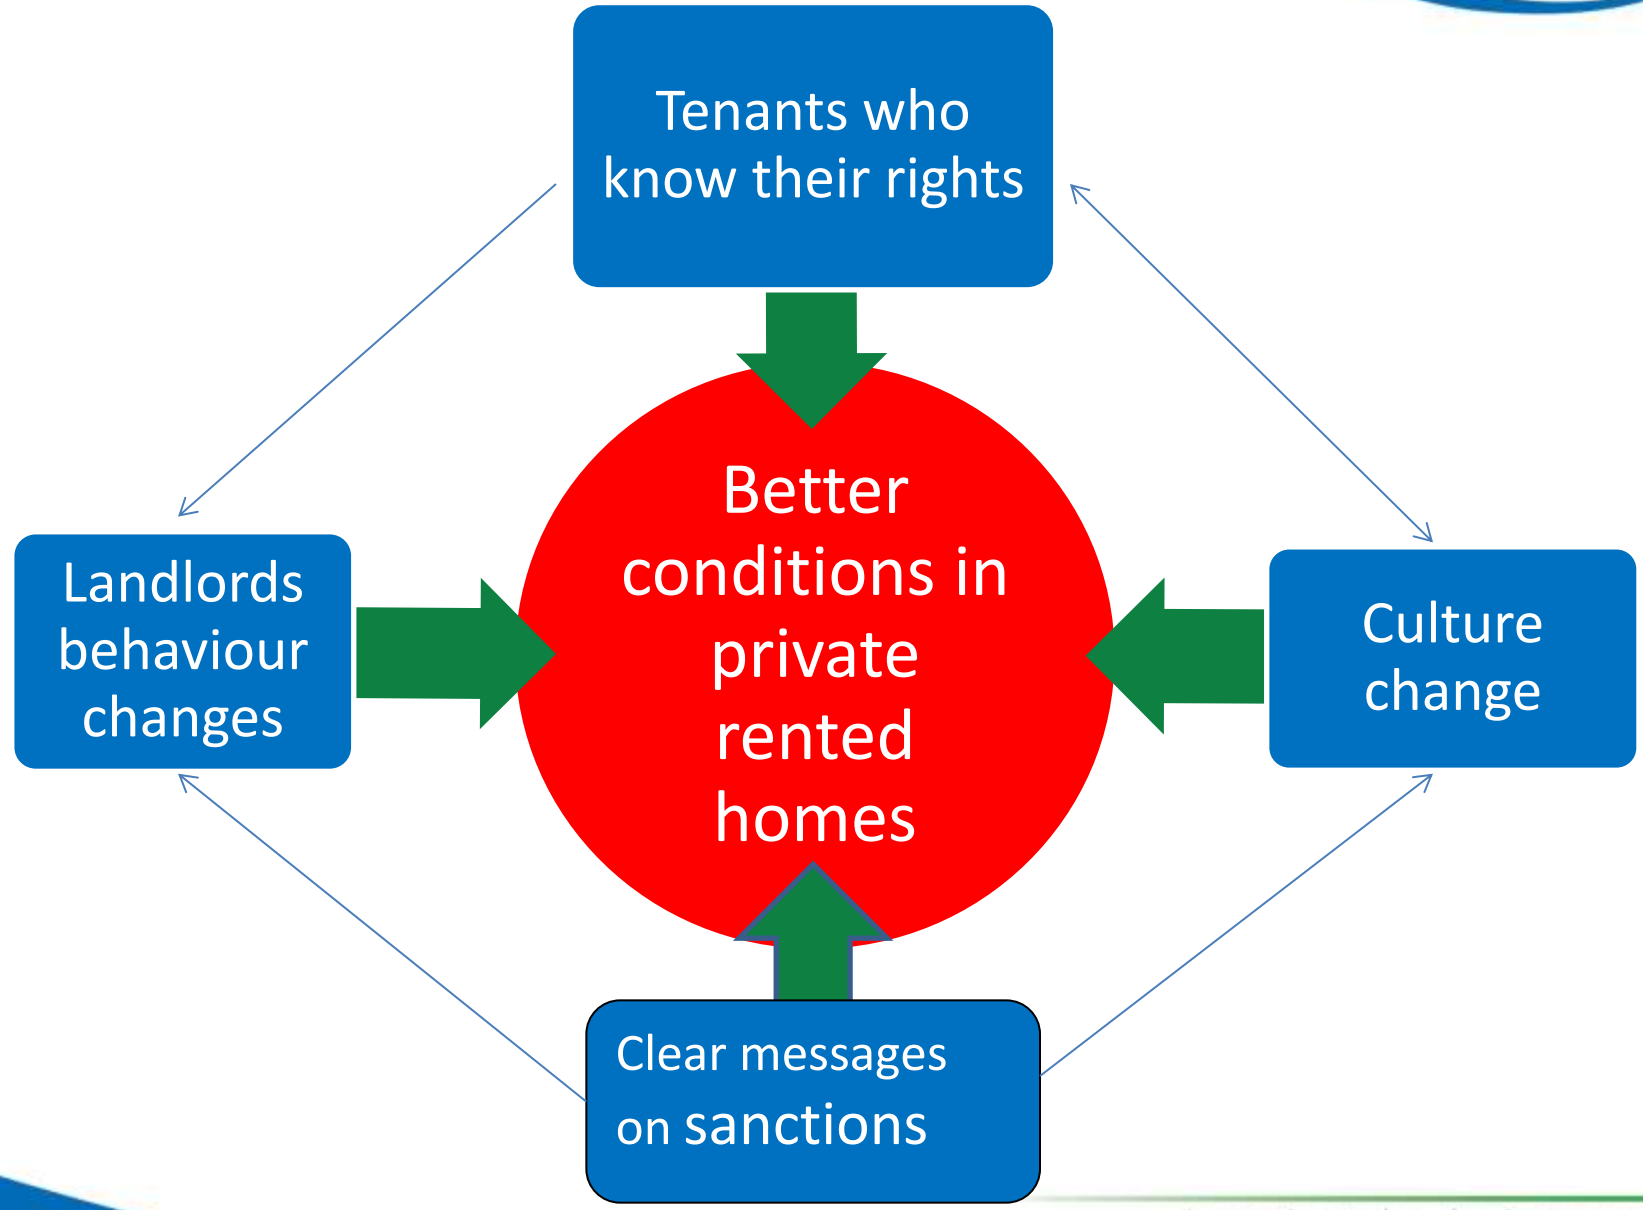 Tenants who
know their rights
Better
conditions in
private
rented
homes
Landlords
behaviour
changes
Culture
change
Clear messages
on sanctions